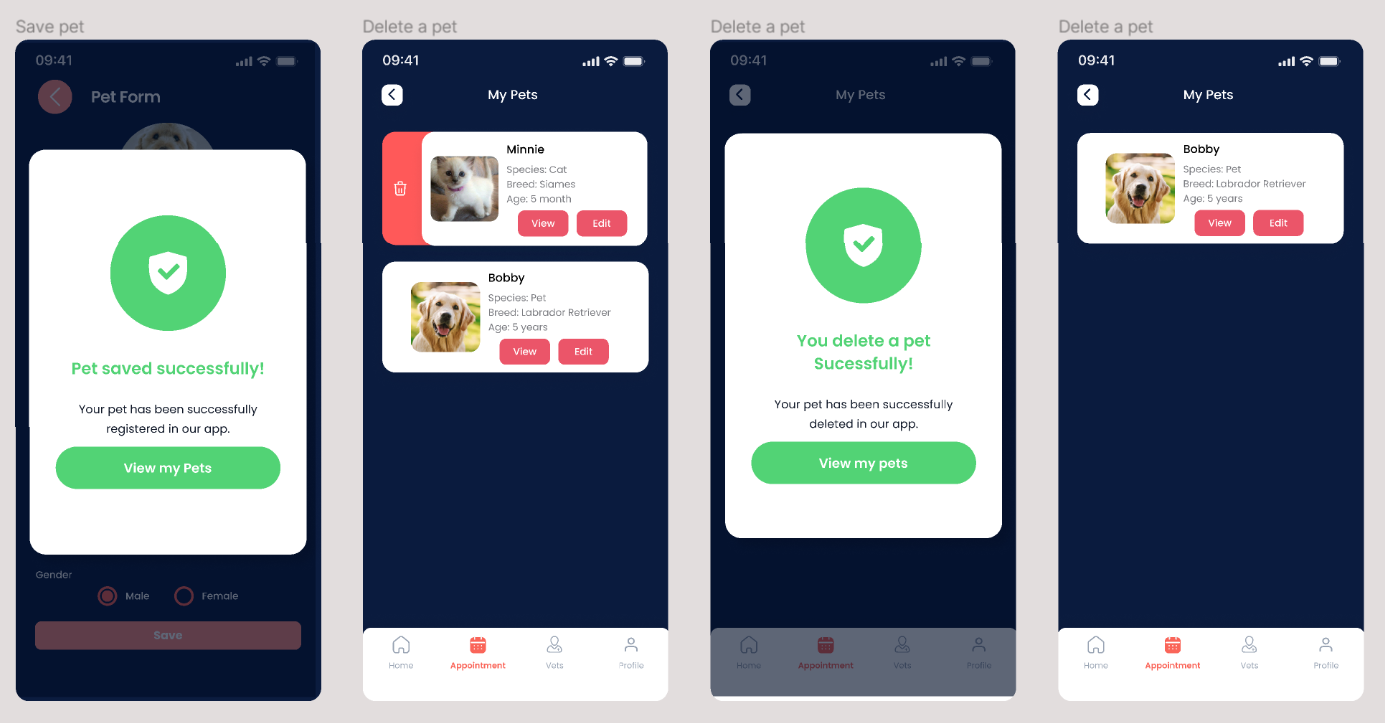 Save pet
09:41
Pet Form
Pet saved successfully!
Your pet has been successfully
registered in our app.
View my Pets
Gender
Male
Female
Save
Delete a pet
09:41
My Pets
Minnie
Species: Cat
Breed: Siames
Age: 5 month
View
Edit
Bobby
Species: Pet
Breed: Labrador Retriever
Age: 5 years
View
Edit
Home
Appointment
Vets
Profile
Delete a pet
09:41
My Pets
You delete a pet
Sucessfully!
Your pet has been successfully
deleted in our app.
View my pets
Home
Appointment
Vets
Profile
Delete a pet
09:41
My Pets
Bobby
Species: Pet
Breed: Labrador Retriever
Age: 5 years
View
Edit
Home
Appointment
Vets
Profile